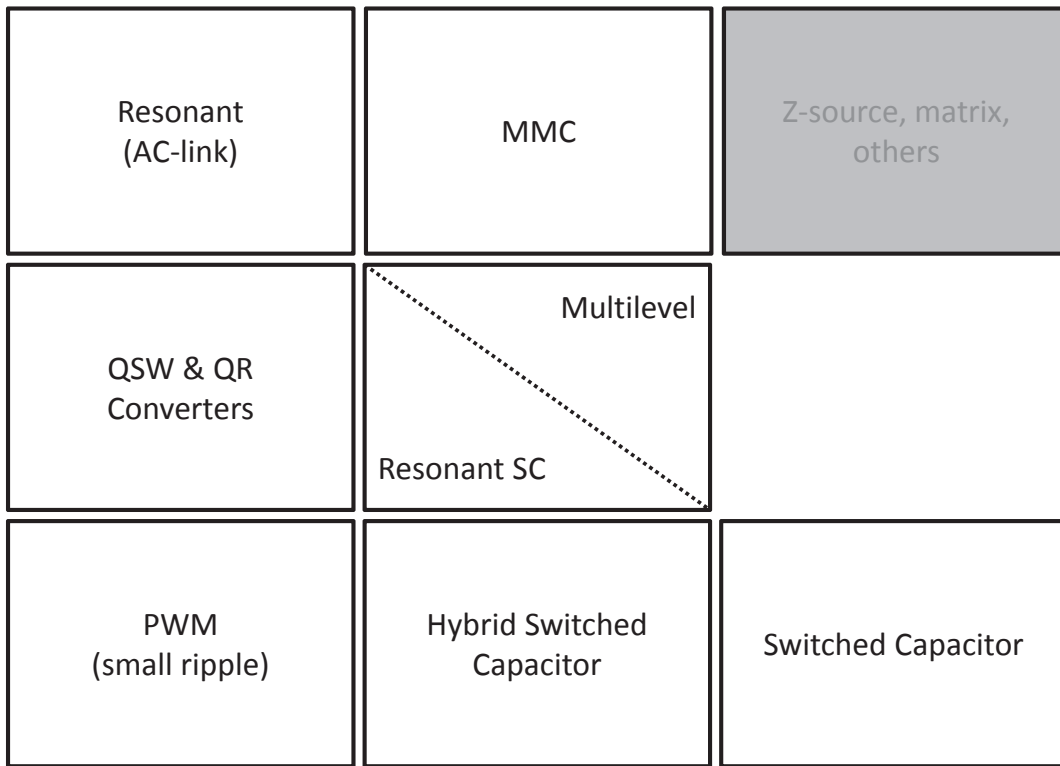 Resonant
(AC-link)
MMC
Z-source, matrix,
others
QSW & QR
Converters
Multilevel
Resonant SC
PWM
(small ripple)
Hybrid Switched
Capacitor
Switched Capacitor